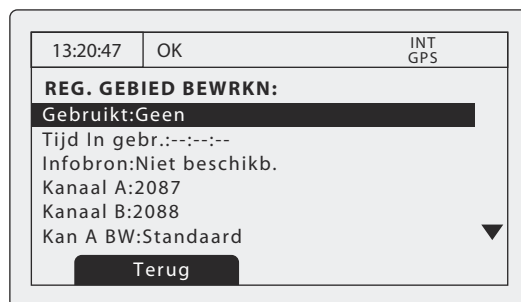 13:20:47 OK INT
GPS
REG. GEBIED BEWRKN:
Gebruikt:Geen
Tijd In gebr.:--:--:--
Infobron:Niet beschikb.
Kanaal A:2087
Kanaal B:2088
Kan A BW:Standaard
Terug